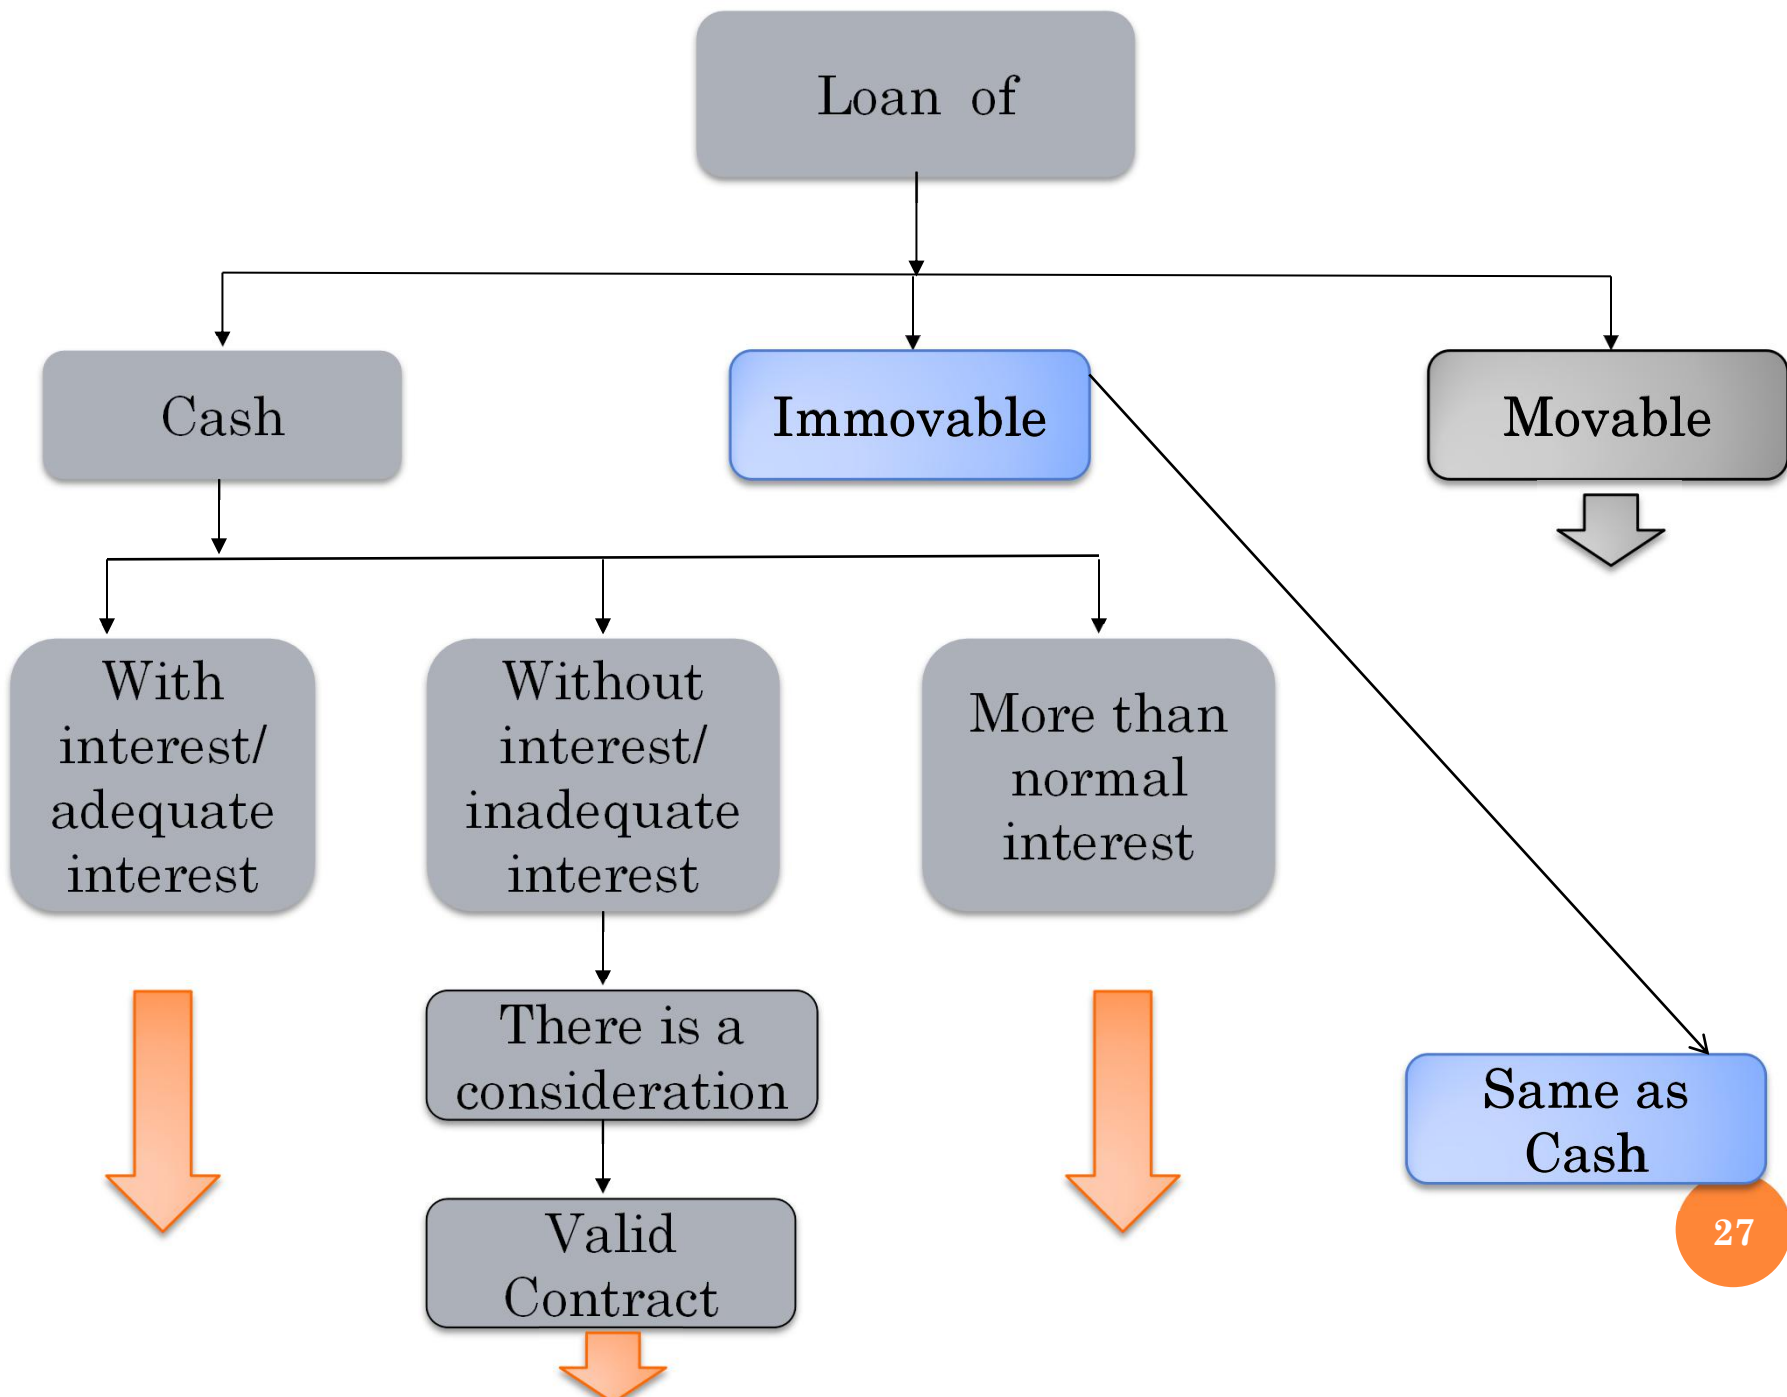 Loan of
Cash
Immovable
Movable
With
interest/
adequate
interest
Without
interest/
inadequate
interest
More than
normal
interest
There is a
consideration
Same as
Cash
Valid
Contract
27